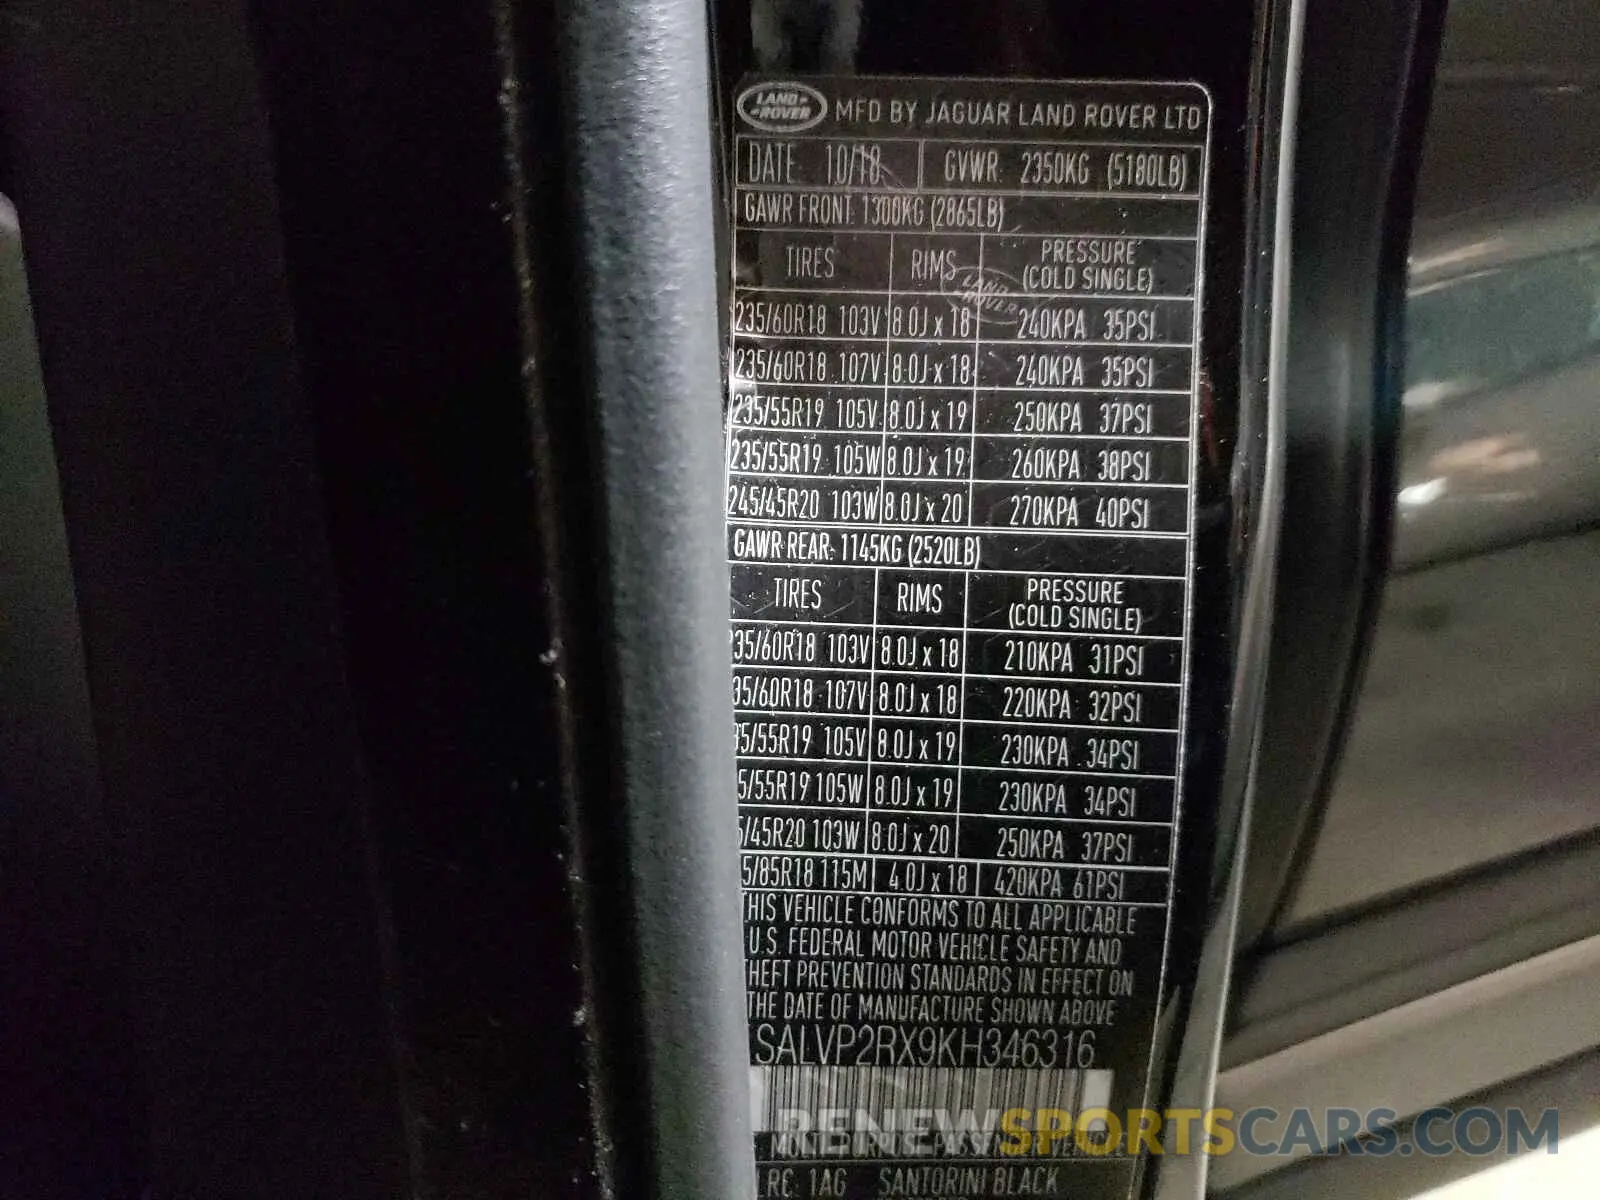 LAND ROVER MFD BY JAGUAR LAND ROVER LTD
DATE: 10/18 GVWR: 2350KG (5180LB)
GAWR FRONT: 1300KG (2865LB)
TIRES RIMS PRESSURE (COLD SINGLE)
LAND ROVER
235/60R18 103V 8.0J x 18 240KPA 35PSI
235/60R18 107V 8.0J x 18 240KPA 35PSI
235/55R19 105V 8.0J x 19 250KPA 37PSI
235/55R19 105W 8.0J x 19 260KPA 38PSI
245/45R20 103W 8.0J x 20 270KPA 40PSI
GAWR REAR: 1145KG (2520LB)
TIRES RIMS PRESSURE (COLD SINGLE)
35/60R18 103V 8.0J x 18 210KPA 31PSI
35/60R18 107V 8.0J x 18 220KPA 32PSI
35/55R19 105V 8.0J x 19 230KPA 34PSI
5/55R19 105W 8.0J x 19 230KPA 34PSI
5/45R20 103W 8.0J x 20 250KPA 37PSI
5/85R18 115M 4.0J x 18 420KPA 61PSI
THIS VEHICLE CONFORMS TO ALL APPLICABLE
U.S. FEDERAL MOTOR VEHICLE SAFETY AND
THEFT PREVENTION STANDARDS IN EFFECT ON
THE DATE OF MANUFACTURE SHOWN ABOVE
SALVP2RX9KH346316
RENEWSPORTSCARS.COM
MULTI PURPOSE PASSENGER VEHICLE
LRC: 1AG SANTORINI BLACK